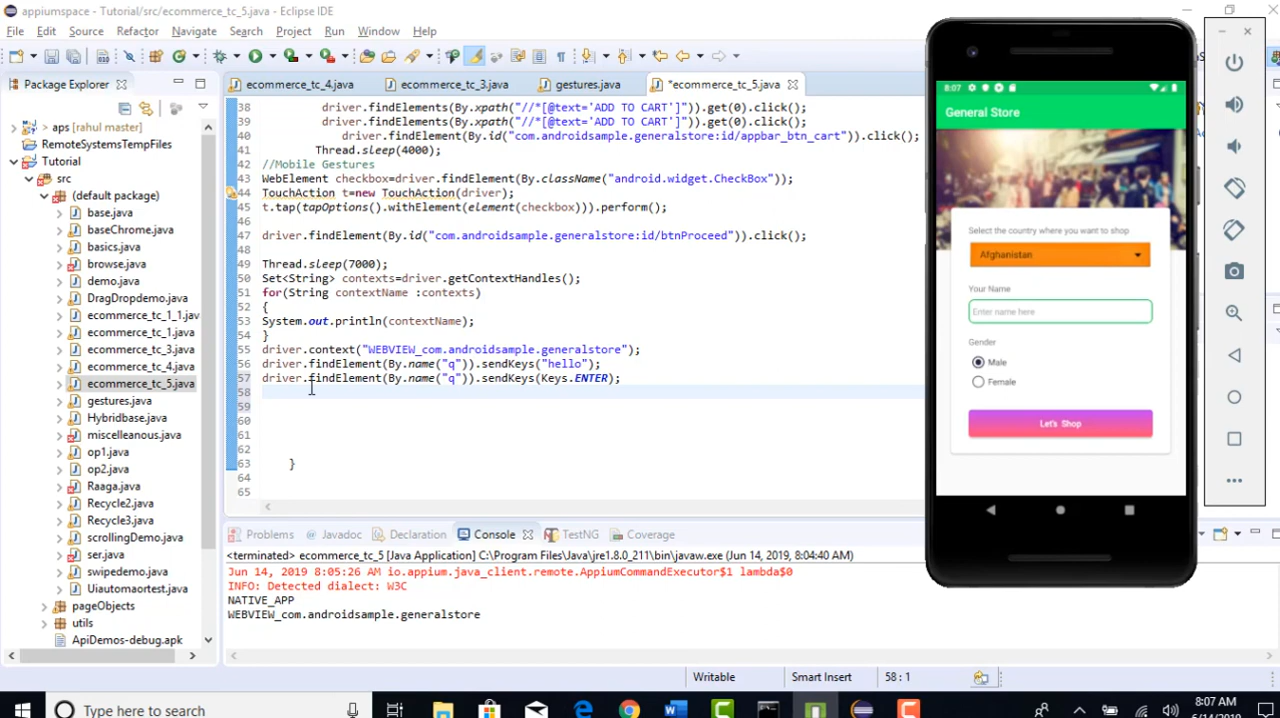 appiumspace - Tutorial/src/ecommerce_tc_5.java - Eclipse IDE
File Edit Source Refactor Navigate Search Project Run Window Help
Package Explorer
ecommerce_tc_4.java ecommerce_tc_3.java gestures.java *ecommerce_tc_5.java
aps [rahul master]
RemoteSystemsTempFiles
Tutorial
src
(default package)
base.java
baseChrome.java
basics.java
browse.java
demo.java
DragDropdemo.java
ecommerce_tc_1_1.jav
ecommerce_tc_1.java
ecommerce_tc_3.java
ecommerce_tc_4.java
ecommerce_tc_5.java
gestures.java
Hybridbase.java
miscelleanous.java
op1.java
op2.java
Raaga.java
Recycle2.java
Recycle3.java
scrollingDemo.java
ser.java
swipedemo.java
Uiautomaortest.java
pageObjects
utils
ApiDemos-debug.apk
38 driver.findElements(By.xpath("//*[@text='ADD TO CART']")).get(0).click();
39 driver.findElements(By.xpath("//*[@text='ADD TO CART']")).get(0).click();
40 driver.findElement(By.id("com.androidsample.generalstore:id/appbar_btn_cart")).click();
41 Thread.sleep(4000);
42 //Mobile Gestures
43 WebElement checkbox=driver.findElement(By.className("android.widget.CheckBox"));
44 TouchAction t=new TouchAction(driver);
45 t.tap(tapOptions().withElement(element(checkbox))).perform();
46
47 driver.findElement(By.id("com.androidsample.generalstore:id/btnProceed")).click();
48
49 Thread.sleep(7000);
50 Set<String> contexts=driver.getContextHandles();
51 for(String contextName :contexts)
52 {
53 System.out.println(contextName);
54 }
55 driver.context("WEBVIEW_com.androidsample.generalstore");
56 driver.findElement(By.name("q")).sendKeys("hello");
57 driver.findElement(By.name("q")).sendKeys(Keys.ENTER);
58
59
60
61
62
63 }
64
65
Problems Javadoc Declaration Console TestNG Coverage
<terminated> ecommerce_tc_5 [Java Application] C:\Program Files\Java\jre1.8.0_211\bin\javaw.exe (Jun 14, 2019, 8:04:40 AM)
Jun 14, 2019 8:05:26 AM io.appium.java_client.remote.AppiumCommandExecutor$1 lambda$0
INFO: Detected dialect: W3C
NATIVE_APP
WEBVIEW_com.androidsample.generalstore
Writable Smart Insert 58 : 1
8:07
General Store
Select the country where you want to shop
Afghanistan
Your Name
Enter name here
Gender
Male
Female
Let's Shop
Type here to search
8:07 AM